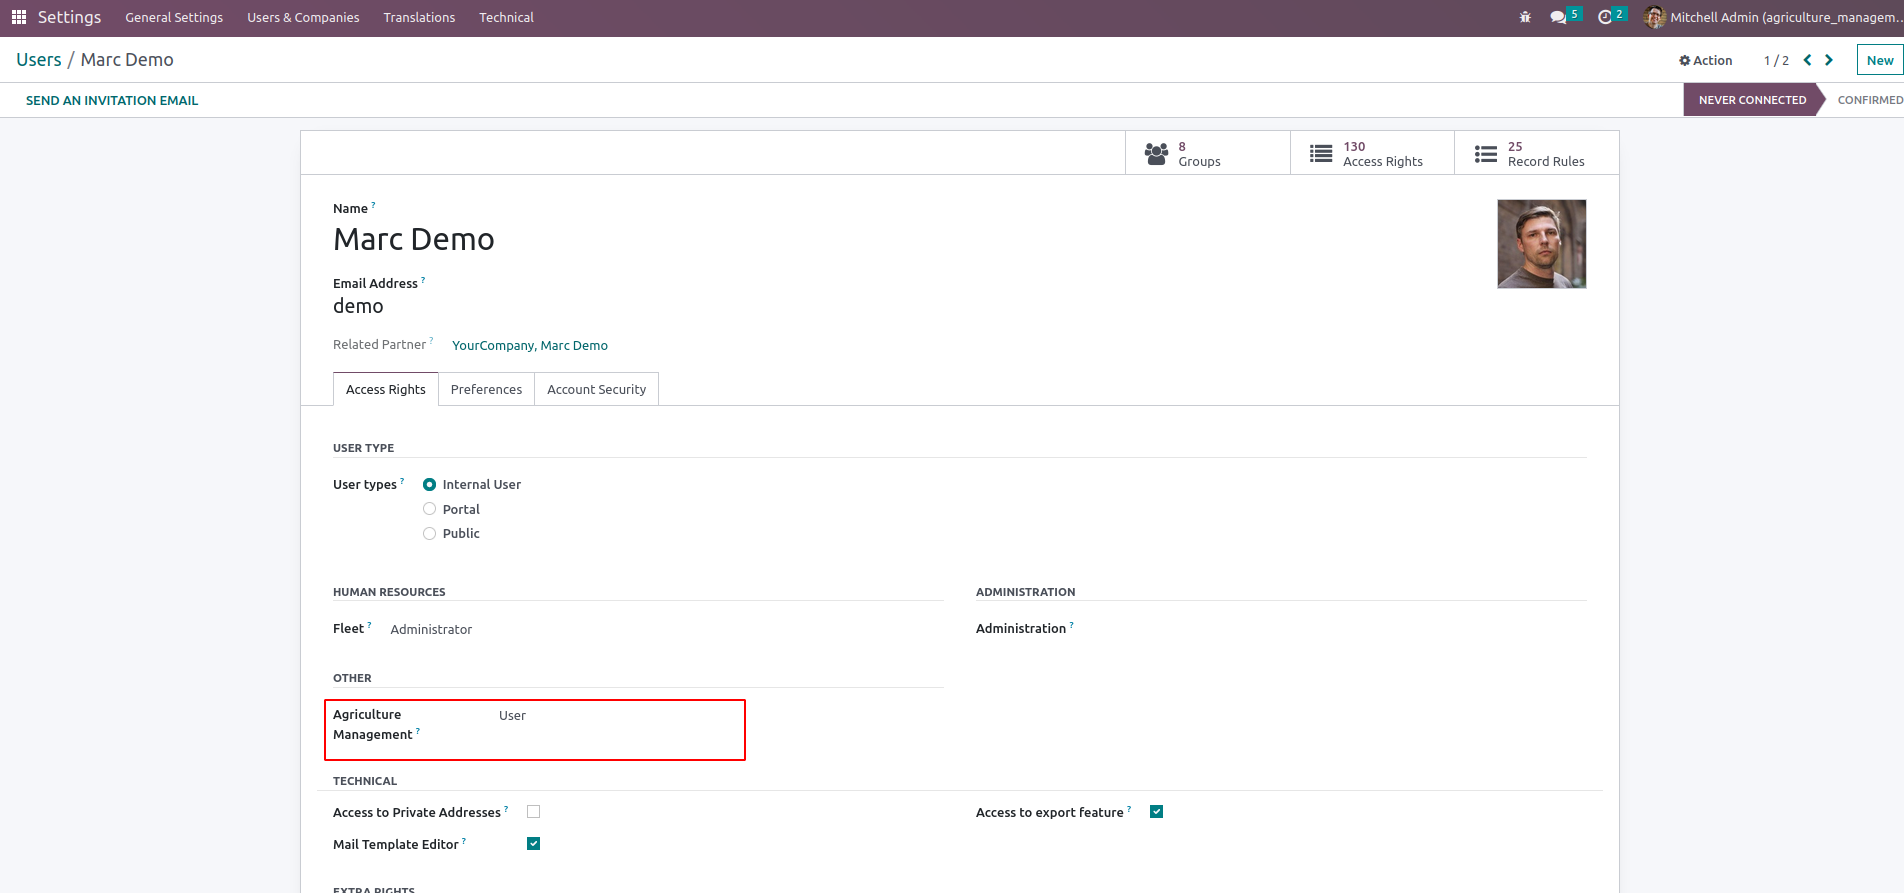 Settings General Settings Users & Companies Translations Technical 5 2 Mitchell Admin (agriculture_managem...
Users / Marc Demo Action 1 / 2 New
SEND AN INVITATION EMAIL NEVER CONNECTED CONFIRMED
8 130 25
Groups Access Rights Record Rules
Name ?
Marc Demo
Email Address ?
demo
Related Partner ? YourCompany, Marc Demo
Access Rights Preferences Account Security
USER TYPE
User types ? Internal User
Portal
Public
HUMAN RESOURCES ADMINISTRATION
Fleet ? Administrator Administration ?
OTHER
Agriculture User
Management ?
TECHNICAL
Access to Private Addresses ? Access to export feature ?
Mail Template Editor ?
EXTRA RIGHTS